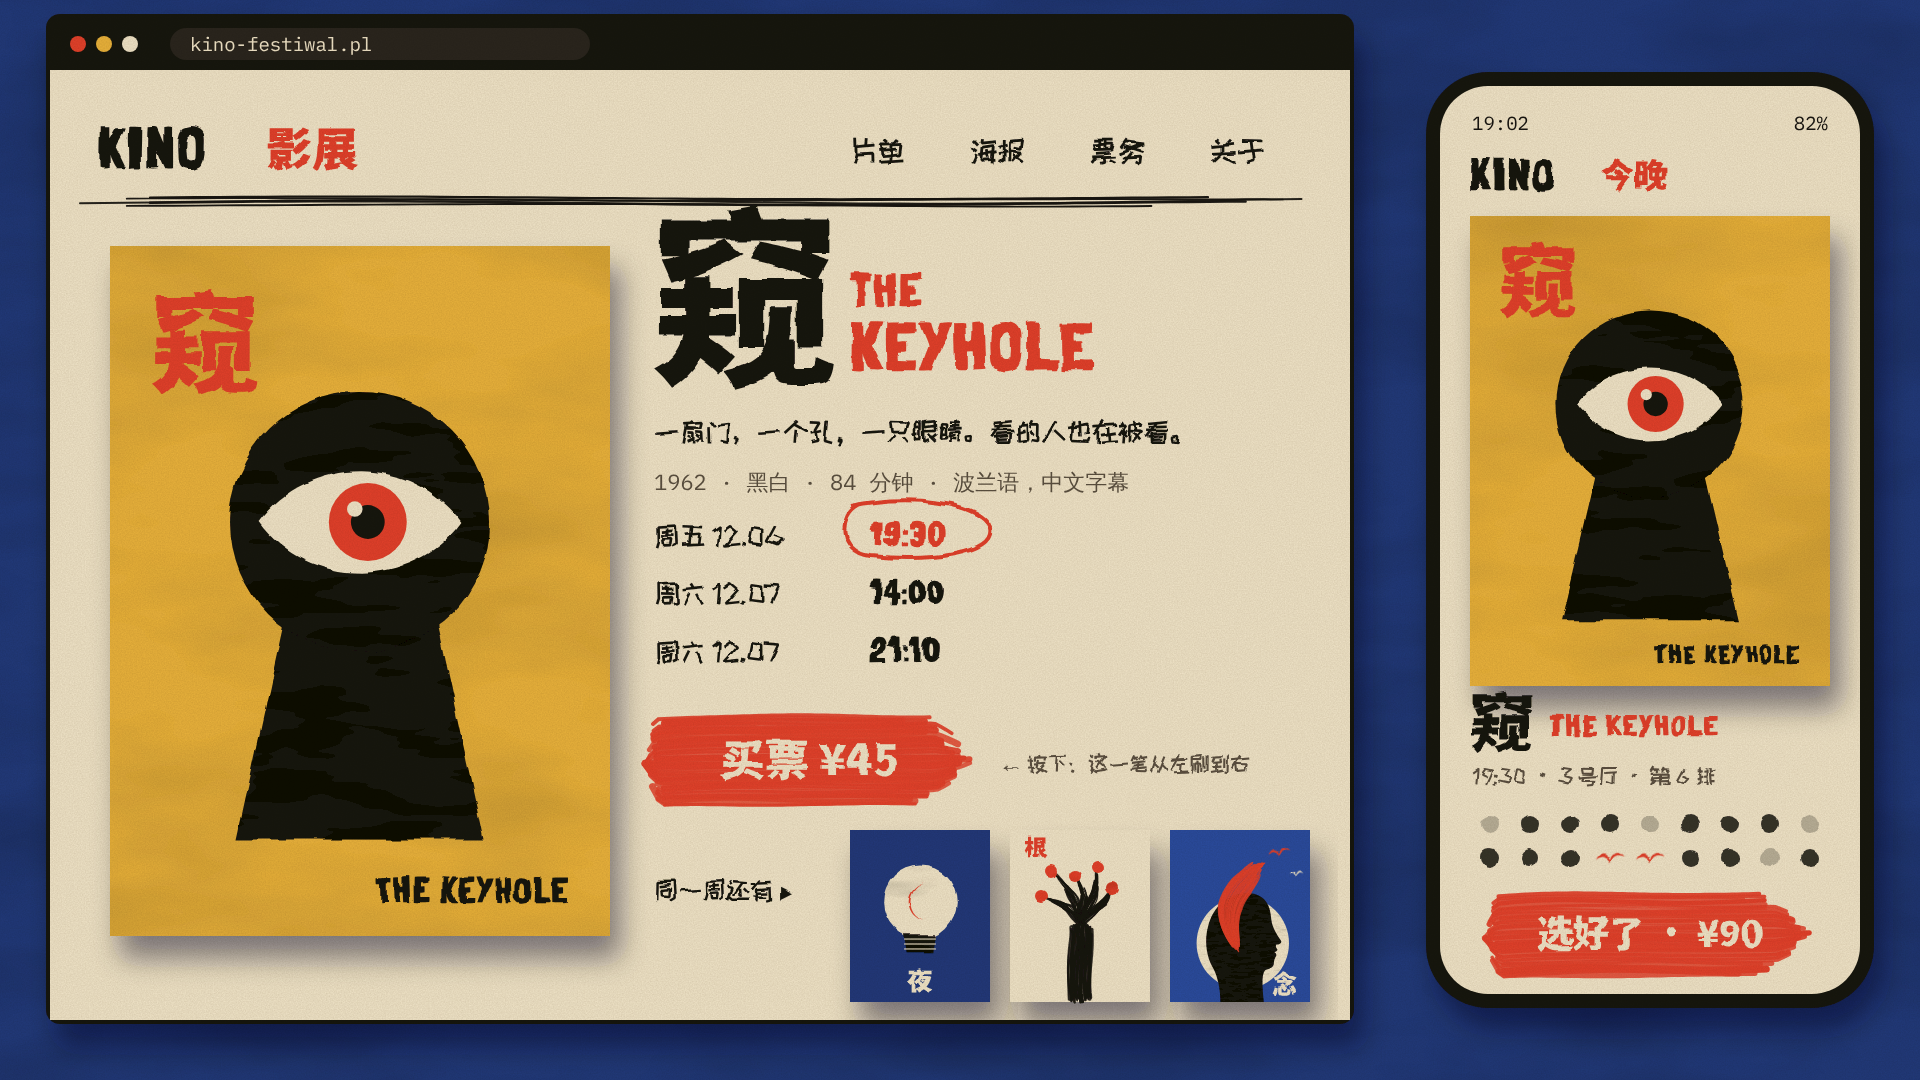 kino-festiwal.pl
KINO 影展
片单 海报 票务 关于
窥
THE KEYHOLE
窥
THE
KEYHOLE
一扇门，一个孔，一只眼睛。看的人也在被看。
1962 · 黑白 · 84 分钟 · 波兰语，中文字幕
周五 12.06 19:30
周六 12.07 14:00
周六 12.07 21:10
买票 ¥45
← 按下：这一笔从左刷到右
同一周还有 ▸
夜
根
念
19:02 82%
KINO 今晚
窥
THE KEYHOLE
窥 THE KEYHOLE
19:30 · 3 号厅 · 第 6 排
选好了 · ¥90